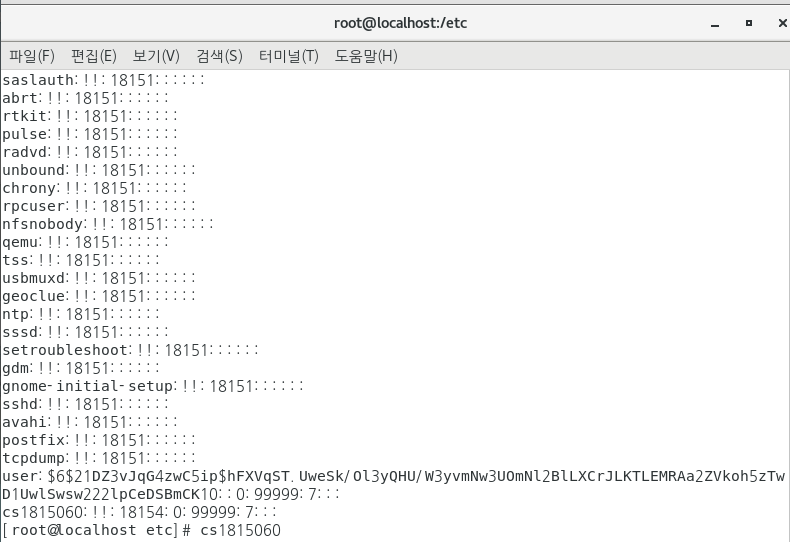 root@localhost:/etc
파일(F) 편집(E) 보기(V) 검색(S) 터미널(T) 도움말(H)
saslauth:!!:18151::::::
abrt:!!:18151::::::
rtkit:!!:18151::::::
pulse:!!:18151::::::
radvd:!!:18151::::::
unbound:!!:18151::::::
chrony:!!:18151::::::
rpcuser:!!:18151::::::
nfsnobody:!!:18151::::::
qemu:!!:18151::::::
tss:!!:18151::::::
usbmuxd:!!:18151::::::
geoclue:!!:18151::::::
ntp:!!:18151::::::
sssd:!!:18151::::::
setroubleshoot:!!:18151::::::
gdm:!!:18151::::::
gnome-initial-setup:!!:18151::::::
sshd:!!:18151::::::
avahi:!!:18151::::::
postfix:!!:18151::::::
tcpdump:!!:18151::::::
user:$6$21DZ3vJqG4zwC5ip$hFXVqST.UweSk/Ol3yQHU/W3yvmNw3UOmNl2BlLXCrJLKTLEMRAa2ZVkoh5zTw
D1UwlSwsw222lpCeDSBmCK10::0:99999:7:::
cs1815060:!!:18154:0:99999:7:::
[root@localhost etc]# cs1815060